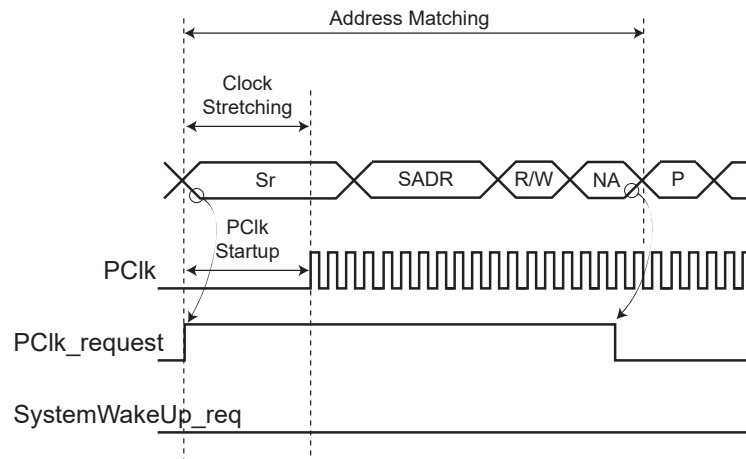 Address Matching
Clock
Stretching
Sr SADR R/W NA P
PClk
Startup
PClk
PClk_request
SystemWakeUp_req